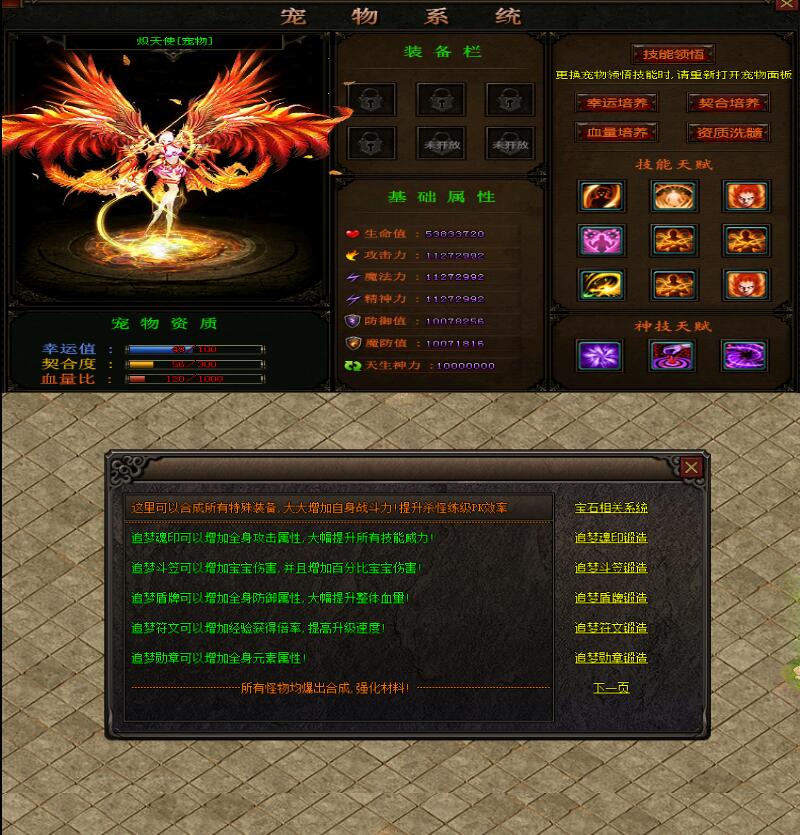 宠物系统
炽天使[宠物]
宠物资质
幸运值：49/100
契合度：56/300
血量比：120/1000
装备栏
未开放
未开放
基础属性
生命值：53833720
攻击力：11272992
魔法力：11272992
精神力：11272992
防御值：10078256
魔防值：10071816
天生神力：10000000
技能领悟
更换宠物领悟技能时,请重新打开宠物面板
幸运培养 契合培养
血量培养 资质洗髓
技能天赋
神技天赋
这里可以合成所有特殊装备,大大增加自身战斗力!提升杀怪练级PK效率 宝石相关系统
追梦魂印可以增加全身攻击属性,大幅提升所有技能威力! 追梦魂印锻造
追梦斗笠可以增加宝宝伤害,并且增加百分比宝宝伤害! 追梦斗笠锻造
追梦盾牌可以增加全身防御属性,大幅提升整体血量! 追梦盾牌锻造
追梦符文可以增加经验获得倍率,提高升级速度! 追梦符文锻造
追梦勋章可以增加全身元素属性! 追梦勋章锻造
所有怪物均爆出合成,强化材料! 下一页